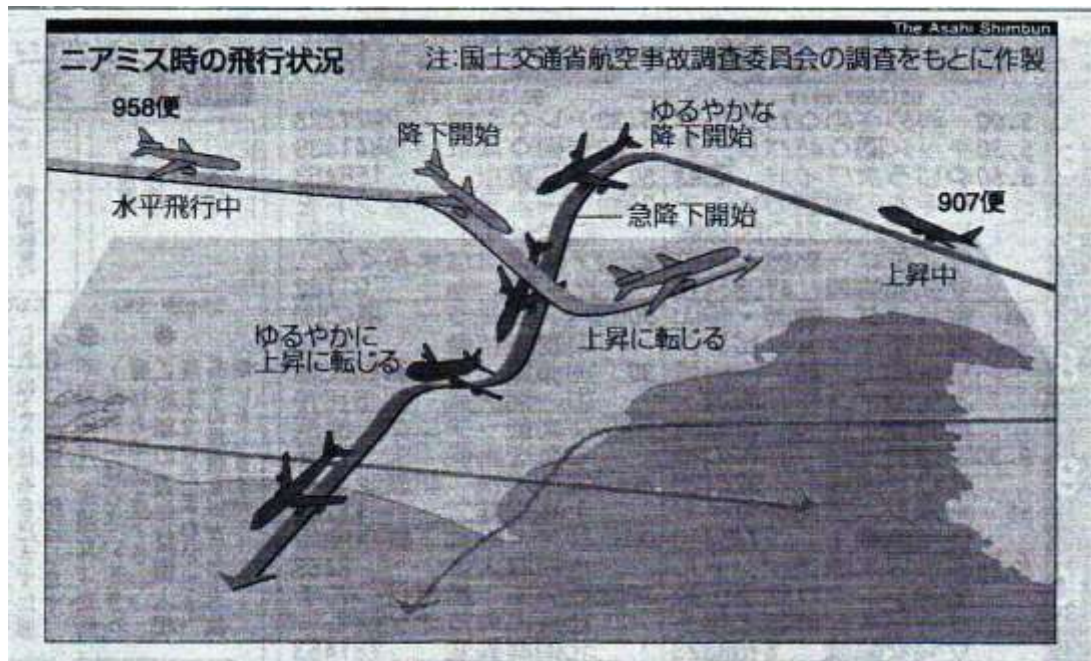 The Asahi Shimbun
ニアミス時の飛行状況
注:国土交通省航空事故調査委員会の調査をもとに作製
958便
水平飛行中
降下開始
ゆるやかな
降下開始
急降下開始
907便
上昇中
ゆるやかに
上昇に転じる
上昇に転じる